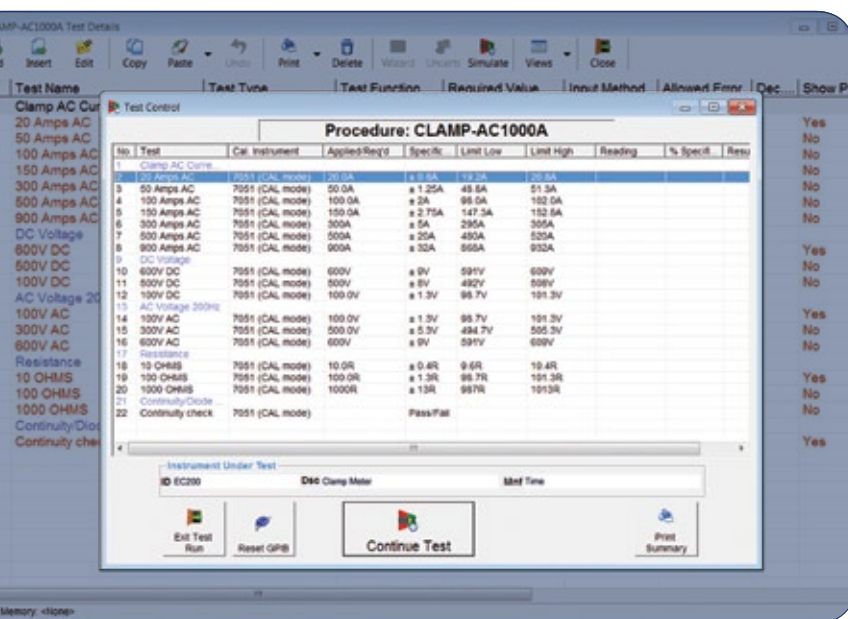 AMP-AC1000A Test Details
Insert Edit Copy Paste Undo Print Delete Wizard Uncert Simulate Views Close
Test Name Test Type Test Function Required Value Input Method Allowed Error Dec... Show P
Clamp AC Cur
20 Amps AC Yes
50 Amps AC No
100 Amps AC No
150 Amps AC No
300 Amps AC No
500 Amps AC No
900 Amps AC No
DC Voltage
600V DC Yes
500V DC No
100V DC No
AC Voltage 20
100V AC Yes
300V AC No
600V AC No
Resistance
10 OHMS Yes
100 OHMS No
1000 OHMS No
Continuity/Diod
Continuity che Yes
Test Control
Procedure: CLAMP-AC1000A
No. Test Cal. Instrument Applied/Req'd Specific... Limit Low Limit High Reading % Specifi... Resu
1 Clamp AC Curre...
2 20 Amps AC 7051 (CAL mode) 20.0A ± 0.8A 19.2A 20.8A
3 50 Amps AC 7051 (CAL mode) 50.0A ± 1.25A 48.8A 51.3A
4 100 Amps AC 7051 (CAL mode) 100.0A ± 2A 98.0A 102.0A
5 150 Amps AC 7051 (CAL mode) 150.0A ± 2.75A 147.3A 152.8A
6 300 Amps AC 7051 (CAL mode) 300A ± 5A 295A 305A
7 500 Amps AC 7051 (CAL mode) 500A ± 20A 480A 520A
8 900 Amps AC 7051 (CAL mode) 900A ± 32A 868A 932A
9 DC Voltage
10 600V DC 7051 (CAL mode) 600V ± 9V 591V 609V
11 500V DC 7051 (CAL mode) 500V ± 8V 492V 508V
12 100V DC 7051 (CAL mode) 100.0V ± 1.3V 98.7V 101.3V
13 AC Voltage 200Hz
14 100V AC 7051 (CAL mode) 100.0V ± 1.3V 98.7V 101.3V
15 300V AC 7051 (CAL mode) 500.0V ± 5.3V 494.7V 505.3V
16 600V AC 7051 (CAL mode) 600V ± 9V 591V 609V
17 Resistance
18 10 OHMS 7051 (CAL mode) 10.0R ± 0.4R 9.6R 10.4R
19 100 OHMS 7051 (CAL mode) 100.0R ± 1.3R 98.7R 101.3R
20 1000 OHMS 7051 (CAL mode) 1000R ± 13R 987R 1013R
21 Continuity/Diode ...
22 Continuity check 7051 (CAL mode) Pass/Fail
Instrument Under Test
ID EC200 Dsc Clamp Meter Mnf Time
Exit Test Run
Reset GPIB
Continue Test
Print Summary
Memory: <None>